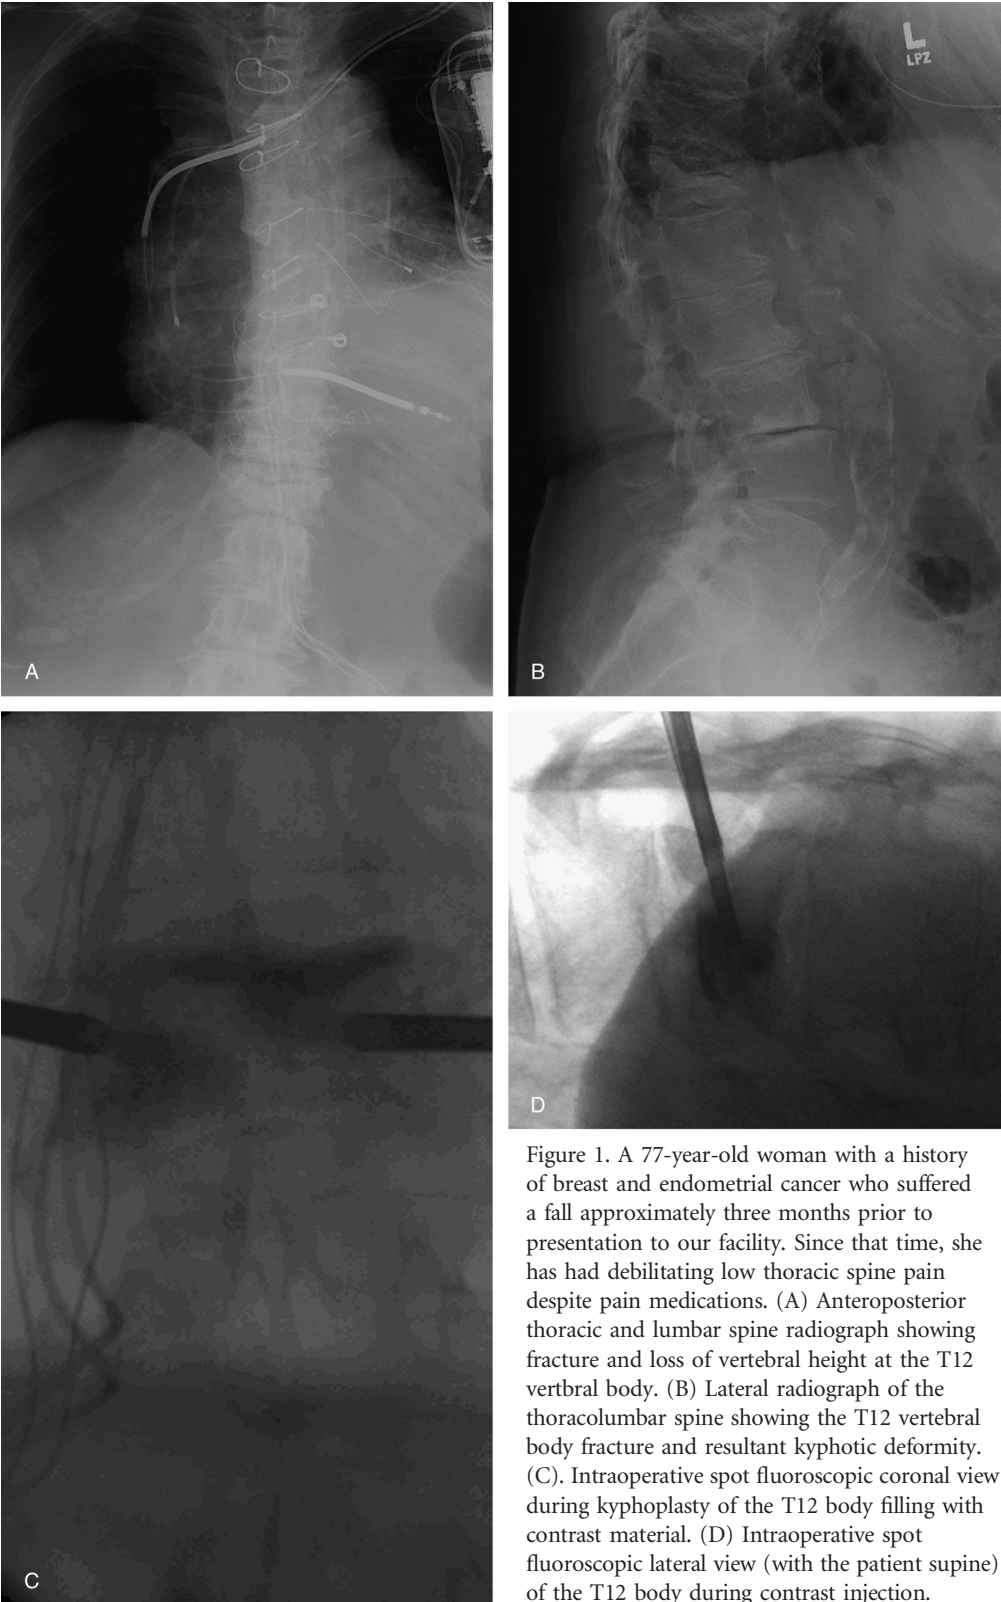 L
LPZ
A
B
C
D
Figure 1. A 77-year-old woman with a history
of breast and endometrial cancer who suffered
a fall approximately three months prior to
presentation to our facility. Since that time, she
has had debilitating low thoracic spine pain
despite pain medications. (A) Anteroposterior
thoracic and lumbar spine radiograph showing
fracture and loss of vertebral height at the T12
vertbral body. (B) Lateral radiograph of the
thoracolumbar spine showing the T12 vertebral
body fracture and resultant kyphotic deformity.
(C). Intraoperative spot fluoroscopic coronal view
during kyphoplasty of the T12 body filling with
contrast material. (D) Intraoperative spot
fluoroscopic lateral view (with the patient supine)
of the T12 body during contrast injection.